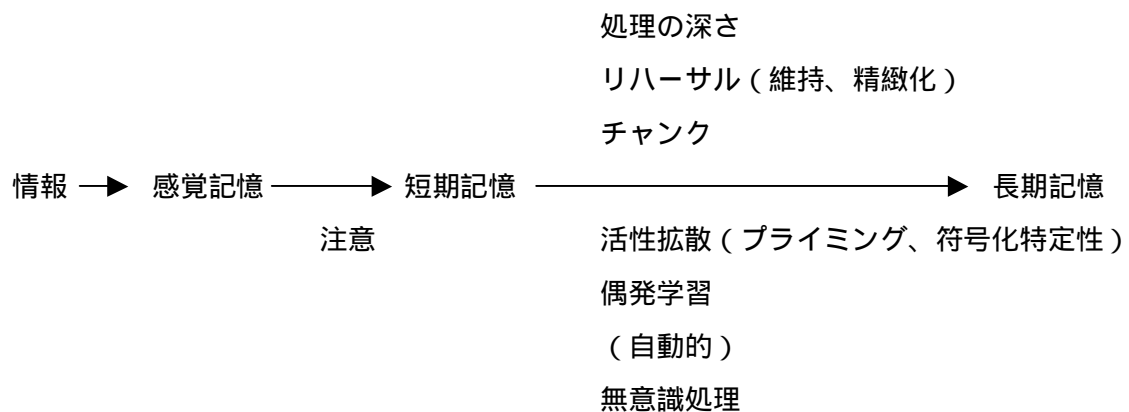 処理の深さ
リハーサル（維持、精緻化）
チャンク
情報 感覚記憶 短期記憶 長期記憶
注意 活性拡散（プライミング、符号化特定性）
偶発学習
（自動的）
無意識処理